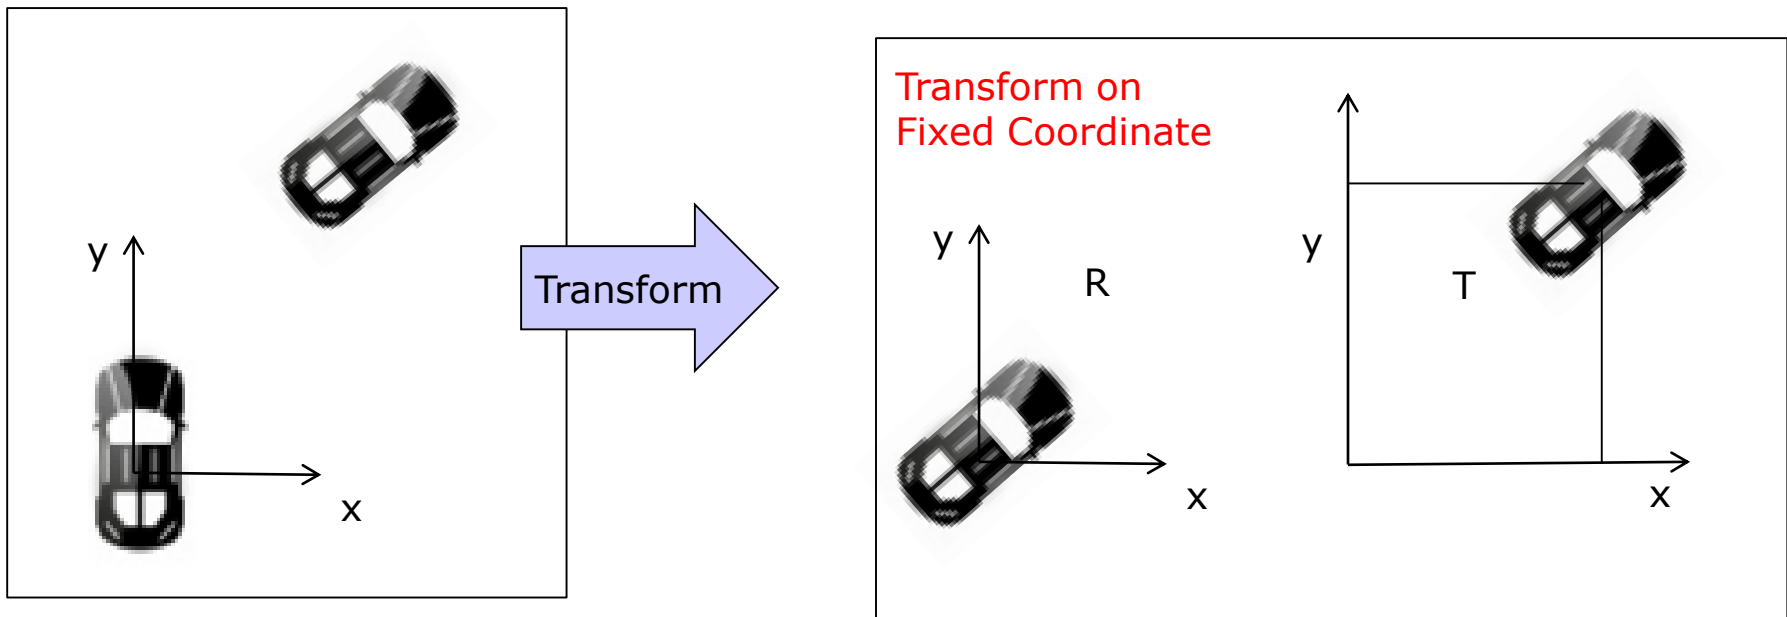 y
x
Transform
Transform on
Fixed Coordinate
y
R
x
y
T
x